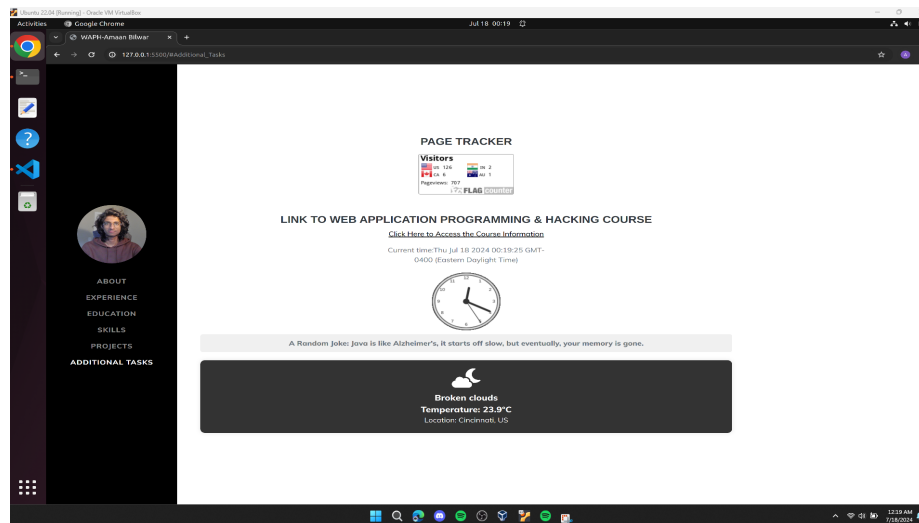 Ubuntu 22.04 [Running] - Oracle VM VirtualBox
Activities
Google Chrome
Jul 18 00:19
WAPH-Amaan Bilwar
127.0.0.1:5500/#Additional_Tasks
PAGE TRACKER
Visitors
US 126
IN 2
CA 6
AU 1
Pageviews: 707
FLAG counter
LINK TO WEB APPLICATION PROGRAMMING & HACKING COURSE
Click Here to Access the Course Information
Current time:Thu Jul 18 2024 00:19:25 GMT-
0400 (Eastern Daylight Time)
ABOUT
EXPERIENCE
EDUCATION
SKILLS
PROJECTS
ADDITIONAL TASKS
A Random Joke: Java is like Alzheimer's, it starts off slow, but eventually, your memory is gone.
Broken clouds
Temperature: 23.9°C
Location: Cincinnati, US
12:19 AM
7/18/2024